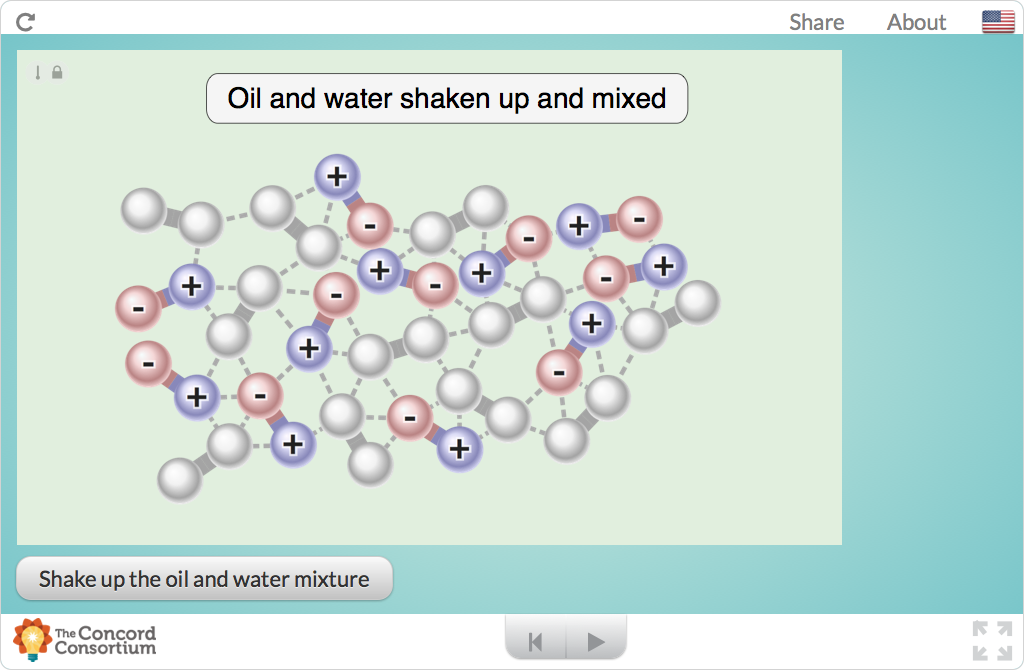 Share About
Oil and water shaken up and mixed
+
-
+ -
-
+
+ - +
- +
+ -
- +
+
+
-
-
+ -
-
+ +
Shake up the oil and water mixture
The Concord
Consortium